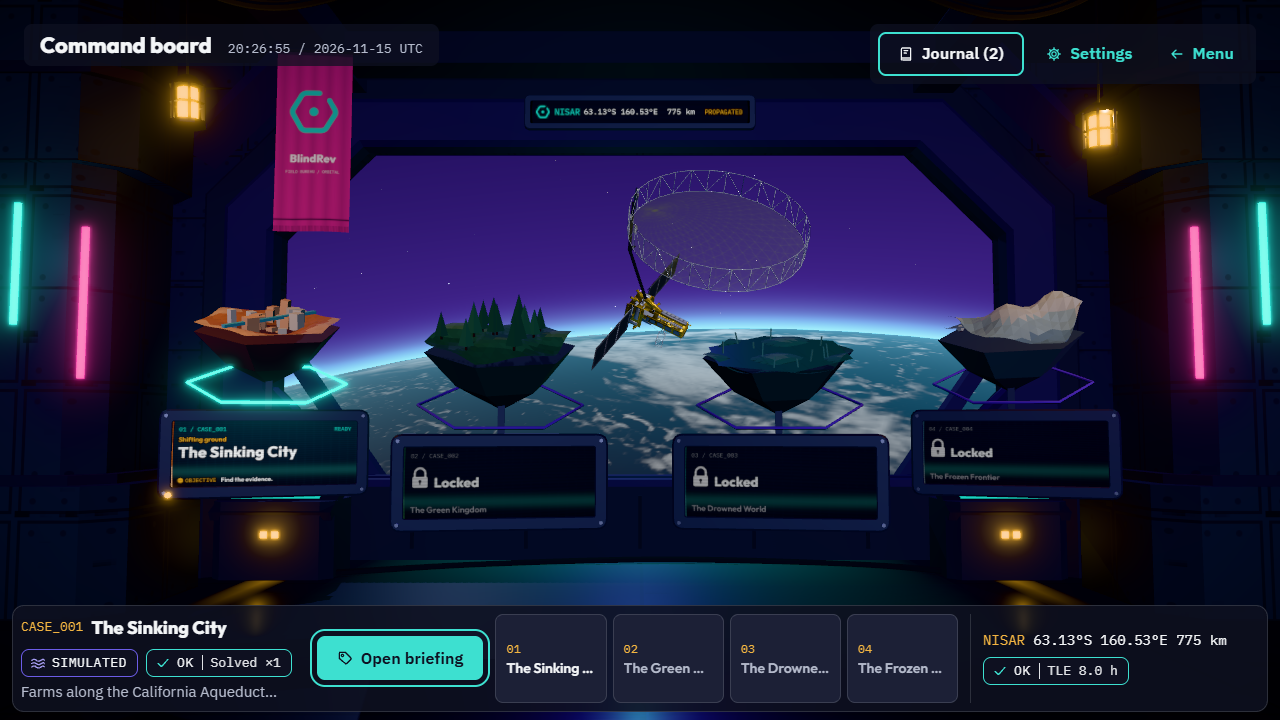 Command board 20:26:55 / 2026-11-15 UTC
Journal (2)
Settings
Menu
NISAR 63.13°S 160.53°E 775 km PROPAGATED
BlindRev
01 / CASE_001 READY
Shifting ground
The Sinking City
OBJECTIVE Find the evidence.
02 / CASE_002
Locked
The Green Kingdom
03 / CASE_003
Locked
The Drowned World
04 / CASE_004
Locked
The Frozen Frontier
CASE_001 The Sinking City
SIMULATED
OK | Solved ×1
Farms along the California Aqueduct...
Open briefing
01
The Sinking ...
02
The Green ...
03
The Drowne...
04
The Frozen ...
NISAR 63.13°S 160.53°E 775 km
OK | TLE 8.0 h